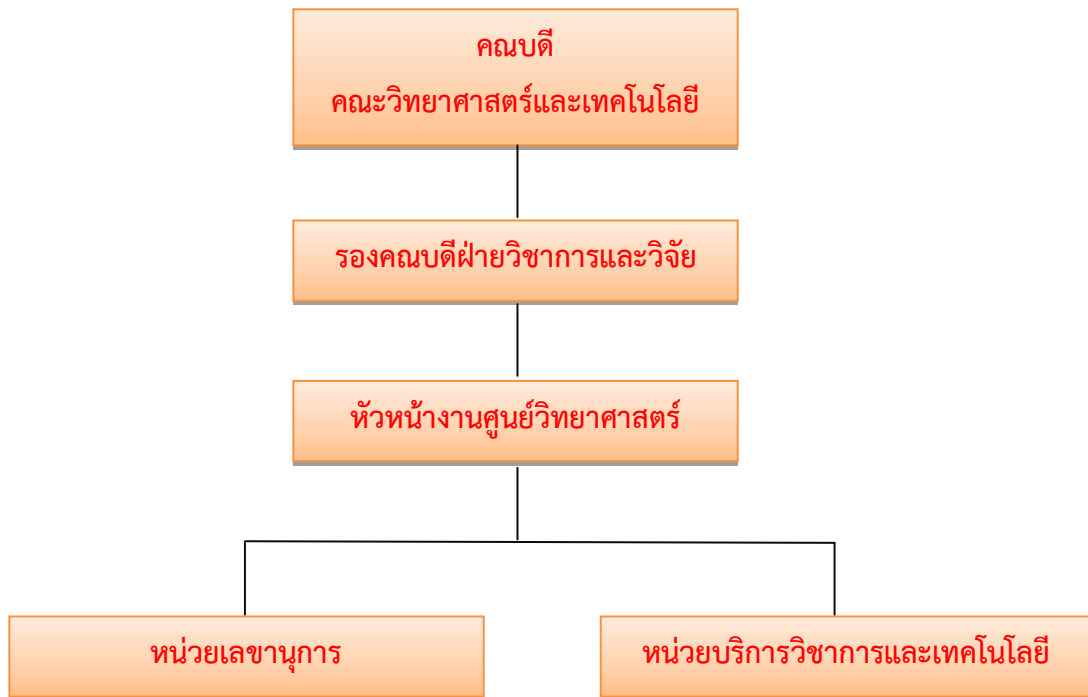 คณบดี
คณะวิทยาศาสตร์และเทคโนโลยี
รองคณบดีฝ่ายวิชาการและวิจัย
หัวหน้างานศูนย์วิทยาศาสตร์
หน่วยเลขานุการ
หน่วยบริการวิชาการและเทคโนโลยี